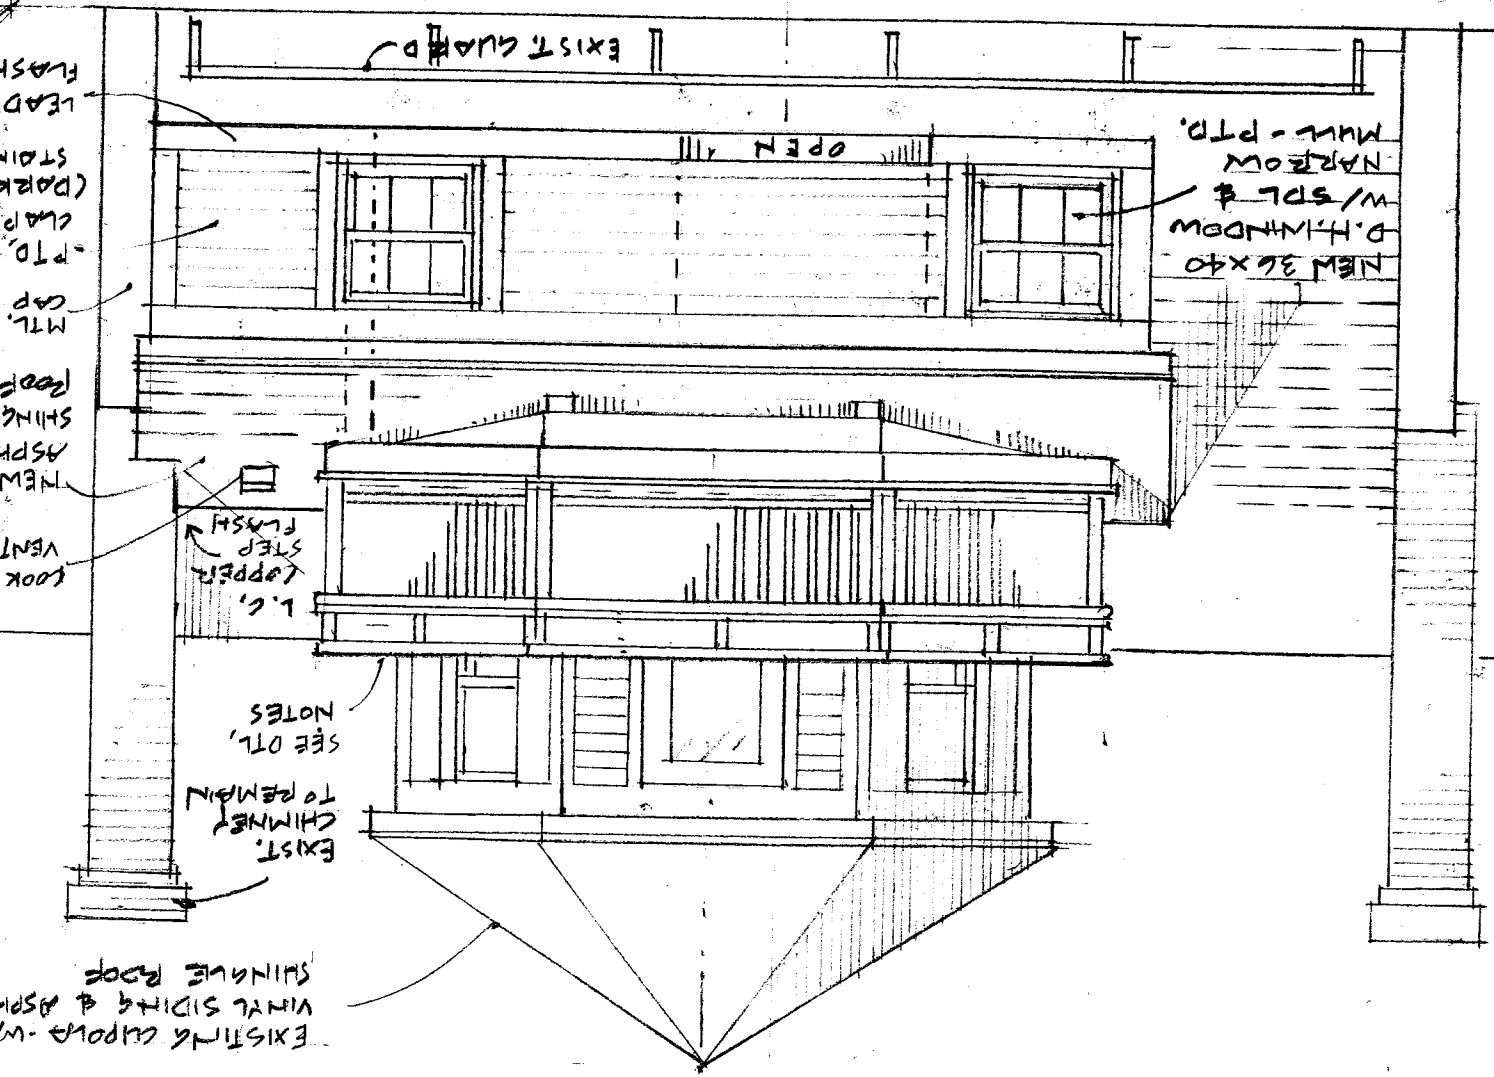 EXISTING CUPOLA - W/
VINYL SIDING & ASPH
SHINGLE ROOF
EXIST.
CHIMNEY
TO REMAIN
SEE DTL,
NOTES
L.C.
COPPER
STEP
FLASH
COOK
VENT
NEW
ASPH
SHING
ROOF
MTL.
CAP
- PTD.
CLAP
(DARK
STAIN
LEAD
FLASH
NEW 36X40
D.H. WINDOW
W/ SDL &
NARROW
MULL - PTD.
OPEN
EXIST. GUARD